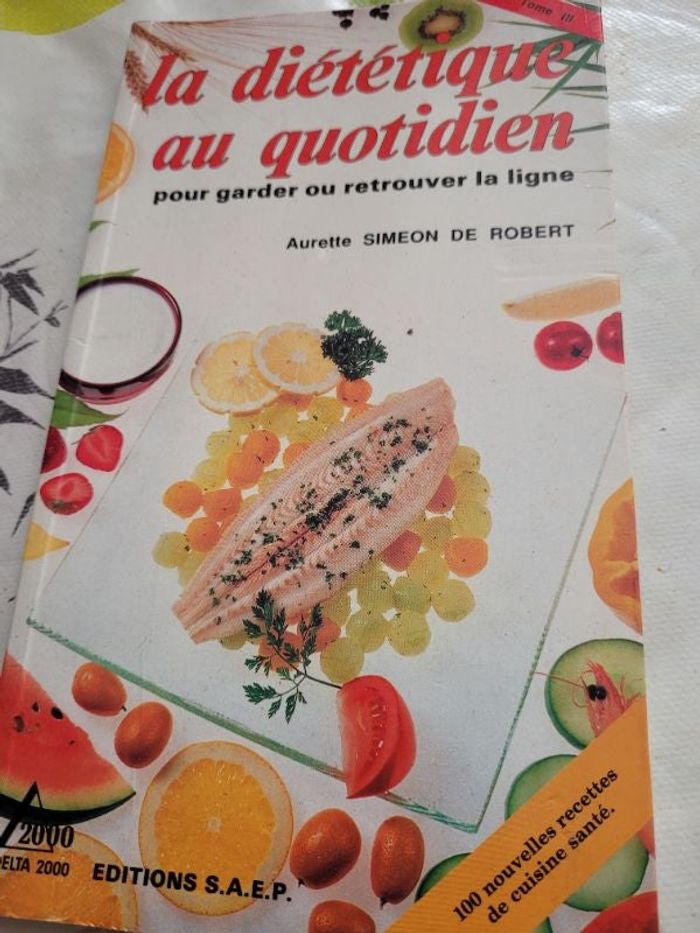 Tome III
la diététique
au quotidien
pour garder ou retrouver la ligne
Aurette SIMEON DE ROBERT
2000
DELTA 2000
EDITIONS S.A.E.P.
100 nouvelles recettes
de cuisine santé.